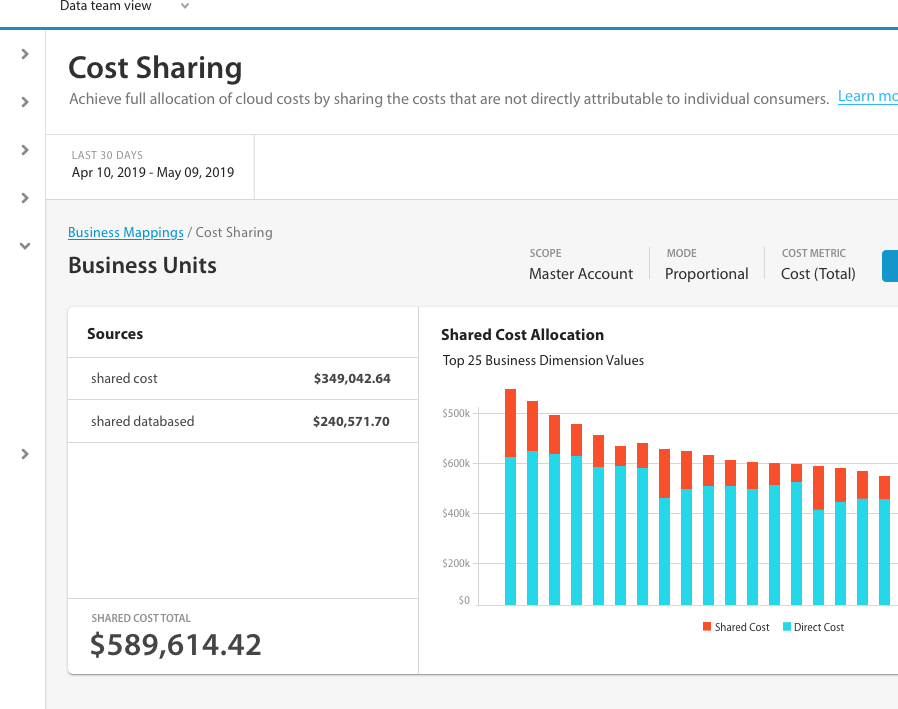 Data team view
Cost Sharing
Achieve full allocation of cloud costs by sharing the costs that are not directly attributable to individual consumers. Learn mo
LAST 30 DAYS
Apr 10, 2019 - May 09, 2019
Business Mappings / Cost Sharing
Business Units
SCOPE
Master Account
MODE
Proportional
COST METRIC
Cost (Total)
Sources
shared cost $349,042.64
shared databased $240,571.70
SHARED COST TOTAL
$589,614.42
Shared Cost Allocation
Top 25 Business Dimension Values
$500k
$600k
$400k
$200k
$0
Shared Cost Direct Cost